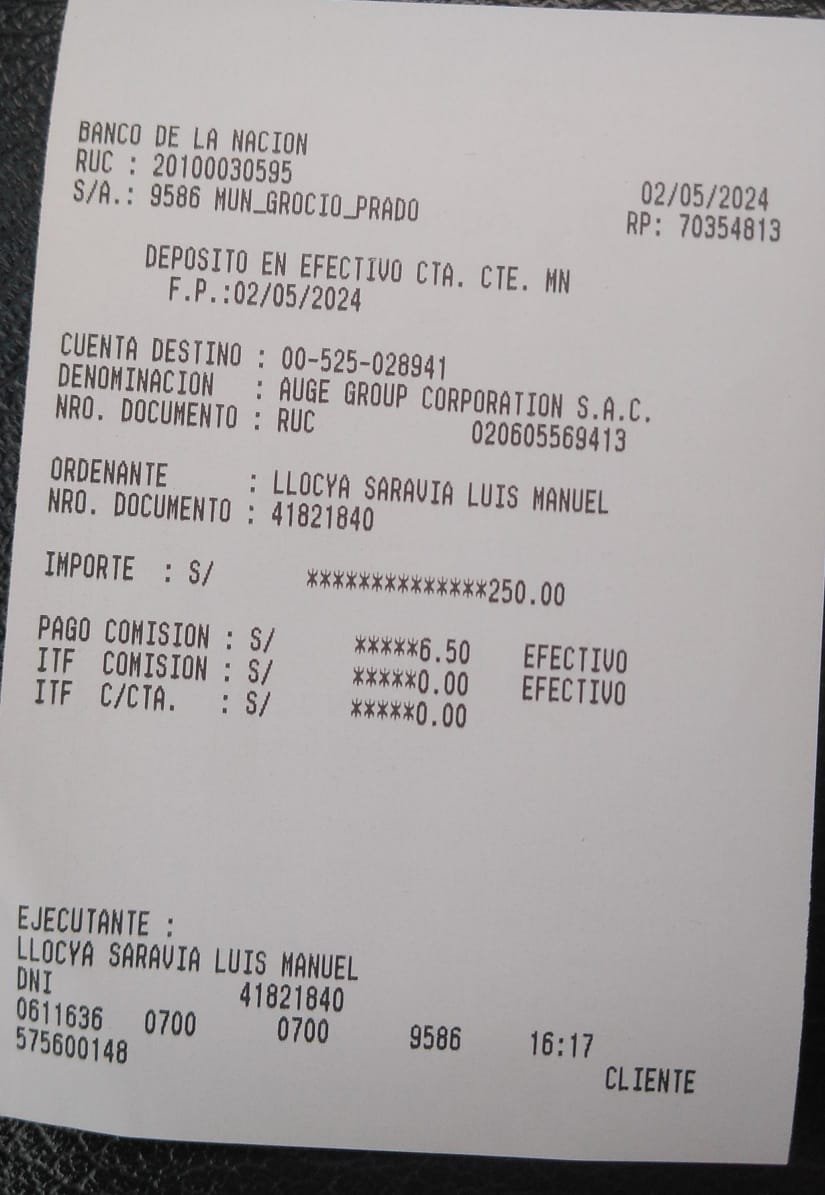 BANCO DE LA NACION
RUC : 20100030595
S/A.: 9586 MUN_GROCIO_PRADO 02/05/2024
RP: 70354813
DEPOSITO EN EFECTIVO CTA. CTE. MN
F.P.:02/05/2024
CUENTA DESTINO : 00-525-028941
DENOMINACION : AUGE GROUP CORPORATION S.A.C.
NRO. DOCUMENTO : RUC 020605569413
ORDENANTE : LLOCYA SARAVIA LUIS MANUEL
NRO. DOCUMENTO : 41821840
IMPORTE : S/ **************250.00
PAGO COMISION : S/ *****6.50 EFECTIVO
ITF COMISION : S/ *****0.00 EFECTIVO
ITF C/CTA. : S/ *****0.00
EJECUTANTE :
LLOCYA SARAVIA LUIS MANUEL
DNI 41821840
0611636 0700 0700 9586 16:17
575600148
CLIENTE